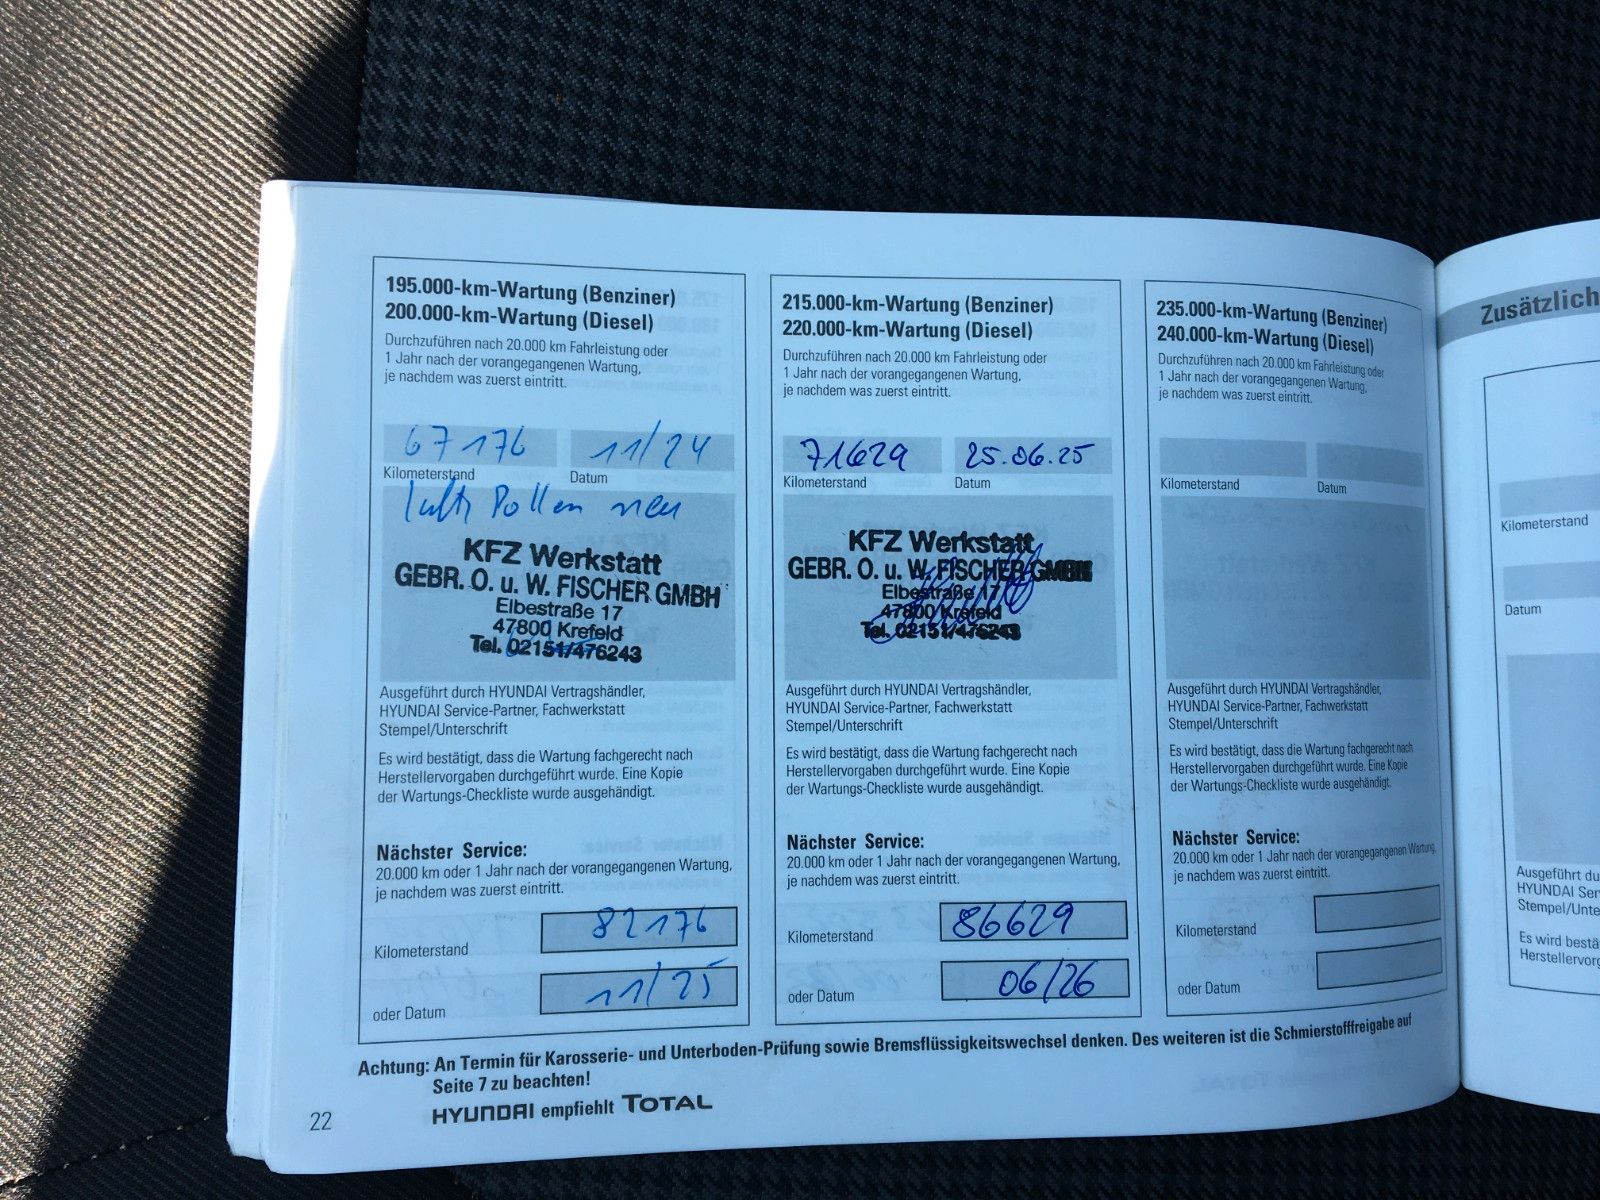 195.000-km-Wartung (Benziner)
200.000-km-Wartung (Diesel)
Durchzuführen nach 20.000 km Fahrleistung oder
1 Jahr nach der vorangegangenen Wartung,
je nachdem was zuerst eintritt.
67176 11/24
Kilometerstand Datum
Luft, Pollen neu
KFZ Werkstatt
GEBR. O. u. W. FISCHER GMBH
Elbestraße 17
47800 Krefeld
Tel. 02151/476243
Ausgeführt durch HYUNDAI Vertragshändler,
HYUNDAI Service-Partner, Fachwerkstatt
Stempel/Unterschrift
Es wird bestätigt, dass die Wartung fachgerecht nach
Herstellervorgaben durchgeführt wurde. Eine Kopie
der Wartungs-Checkliste wurde ausgehändigt.
Nächster Service:
20.000 km oder 1 Jahr nach der vorangegangenen Wartung,
je nachdem was zuerst eintritt.
Kilometerstand 82176
oder Datum 11/25
215.000-km-Wartung (Benziner)
220.000-km-Wartung (Diesel)
Durchzuführen nach 20.000 km Fahrleistung oder
1 Jahr nach der vorangegangenen Wartung,
je nachdem was zuerst eintritt.
71629 25.06.25
Kilometerstand Datum
KFZ Werkstatt
GEBR. O. u. W. FISCHER GMBH
Elbestraße 17
47800 Krefeld
Tel. 02151/476243
Ausgeführt durch HYUNDAI Vertragshändler,
HYUNDAI Service-Partner, Fachwerkstatt
Stempel/Unterschrift
Es wird bestätigt, dass die Wartung fachgerecht nach
Herstellervorgaben durchgeführt wurde. Eine Kopie
der Wartungs-Checkliste wurde ausgehändigt.
Nächster Service:
20.000 km oder 1 Jahr nach der vorangegangenen Wartung,
je nachdem was zuerst eintritt.
Kilometerstand 86629
oder Datum 06/26
235.000-km-Wartung (Benziner)
240.000-km-Wartung (Diesel)
Durchzuführen nach 20.000 km Fahrleistung oder
1 Jahr nach der vorangegangenen Wartung,
je nachdem was zuerst eintritt.
Kilometerstand Datum
Ausgeführt durch HYUNDAI Vertragshändler,
HYUNDAI Service-Partner, Fachwerkstatt
Stempel/Unterschrift
Es wird bestätigt, dass die Wartung fachgerecht nach
Herstellervorgaben durchgeführt wurde. Eine Kopie
der Wartungs-Checkliste wurde ausgehändigt.
Nächster Service:
20.000 km oder 1 Jahr nach der vorangegangenen Wartung,
je nachdem was zuerst eintritt.
Kilometerstand
oder Datum
Achtung: An Termin für Karosserie- und Unterboden-Prüfung sowie Bremsflüssigkeitswechsel denken. Des weiteren ist die Schmierstofffreigabe auf
Seite 7 zu beachten!
HYUNDAI empfiehlt TOTAL
22
Zusätzlich
Kilometerstand
Datum
Ausgeführt du
HYUNDAI Ser
Stempel/Unte
Es wird bestä
Herstellervorg